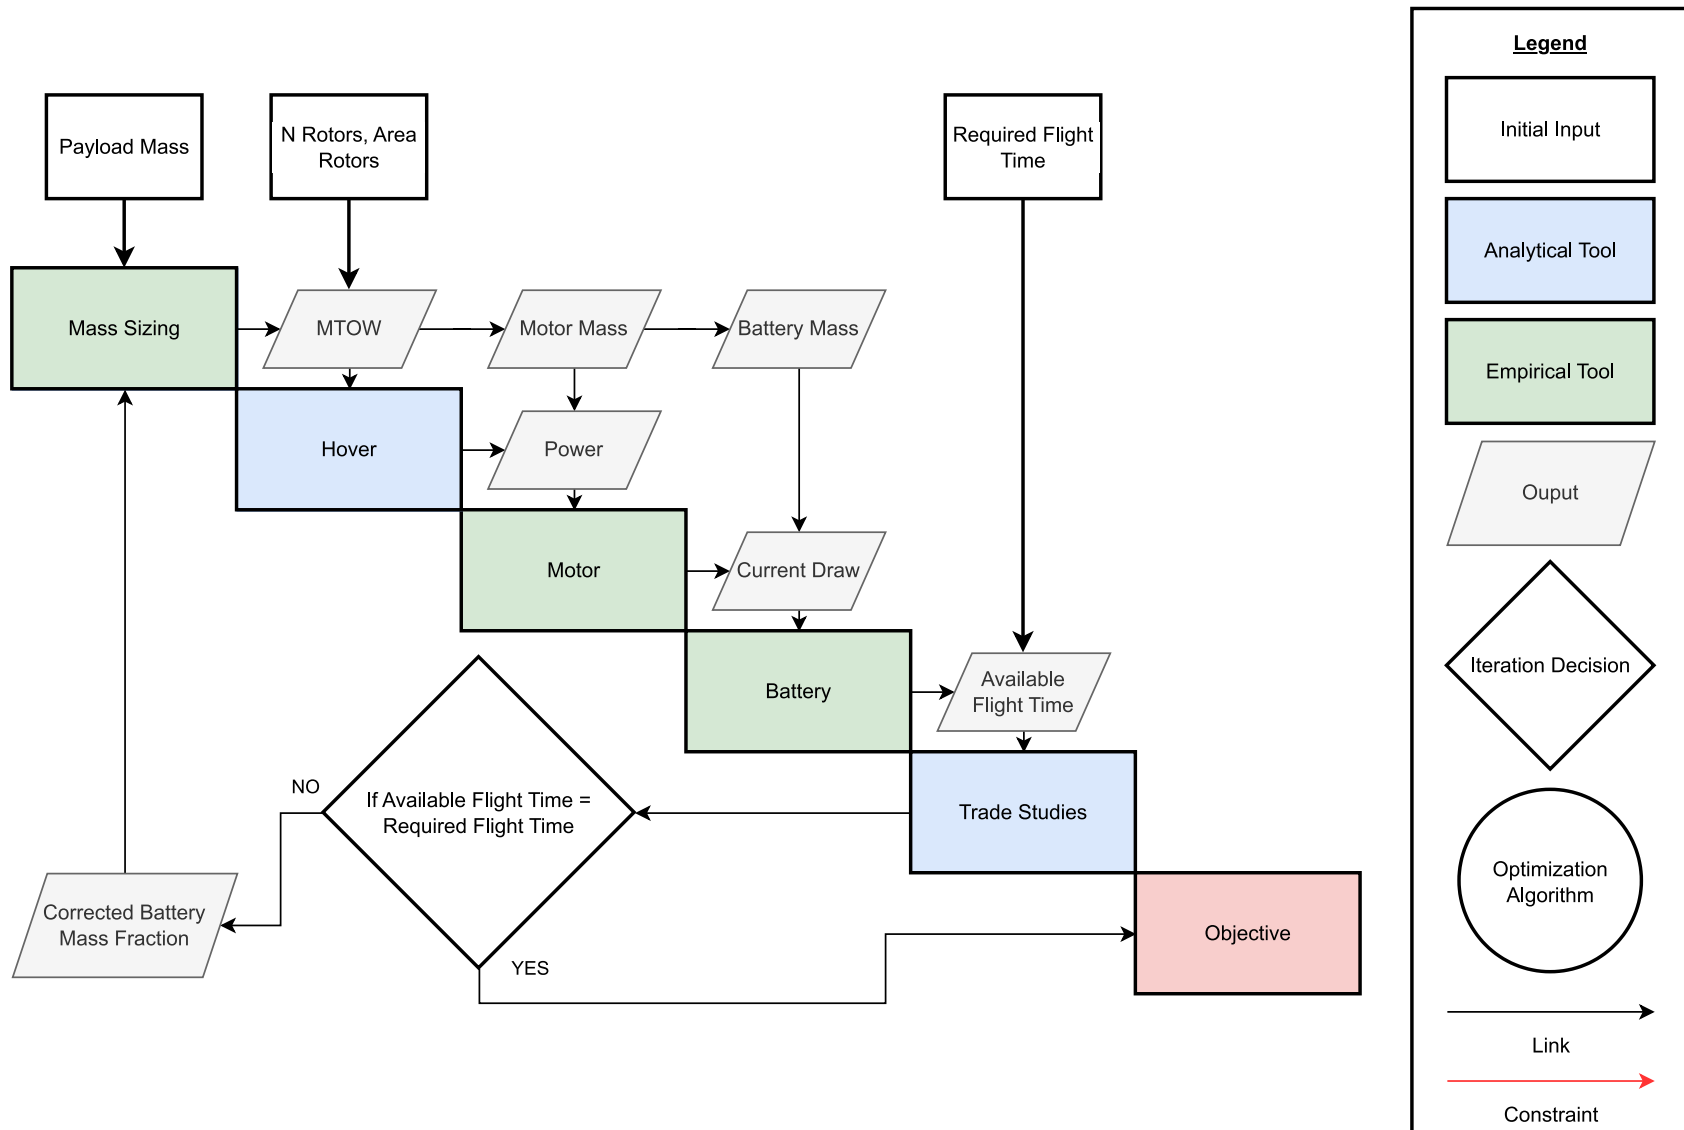 Payload Mass
N Rotors, Area
Rotors
Required Flight
Time
Mass Sizing
MTOW
Motor Mass
Battery Mass
Hover
Power
Motor
Current Draw
Battery
Available
Flight Time
Trade Studies
NO
If Available Flight Time =
Required Flight Time
YES
Corrected Battery
Mass Fraction
Objective
Legend
Initial Input
Analytical Tool
Empirical Tool
Ouput
Iteration Decision
Optimization
Algorithm
Link
Constraint